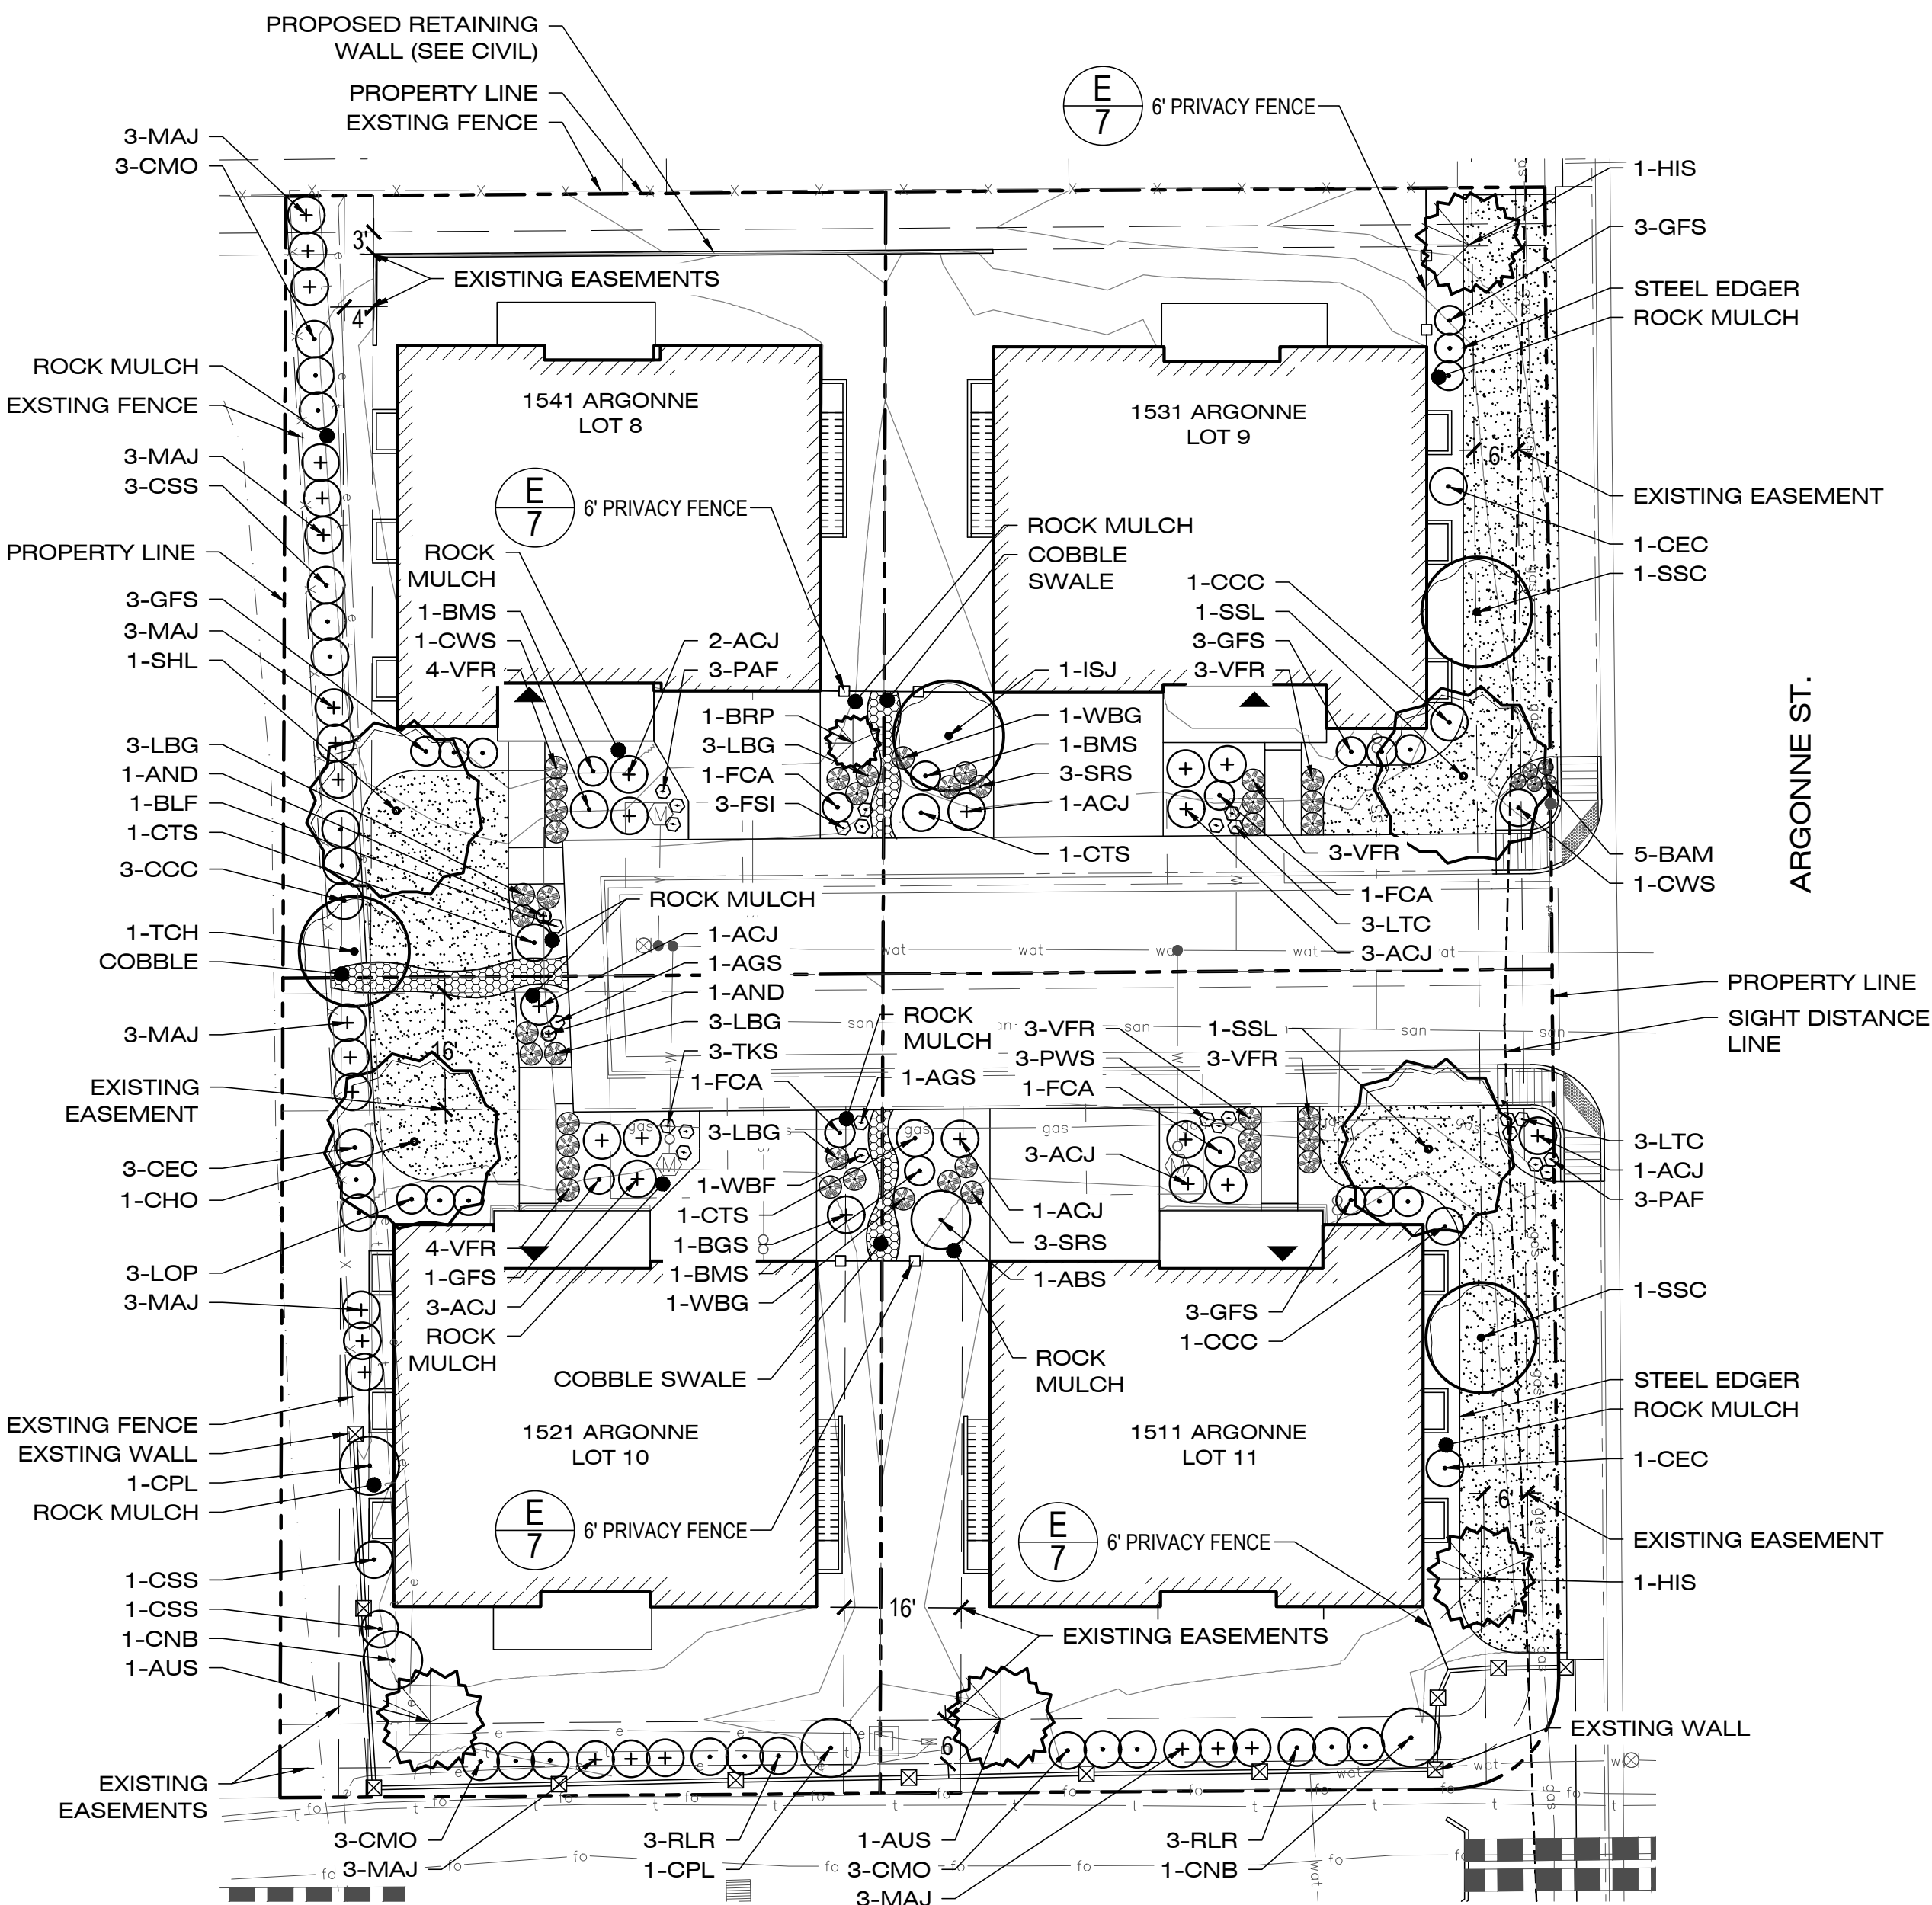 PROPOSED RETAINING
WALL (SEE CIVIL)
PROPERTY LINE
EXSTING FENCE
E
7
6' PRIVACY FENCE
3-MAJ
3-CMO
ROCK MULCH
EXSTING FENCE
3-MAJ
3-CSS
PROPERTY LINE
3-GFS
3-MAJ
1-SHL
3-LBG
1-AND
1-BLF
1-CTS
3-CCC
1-TCH
COBBLE
3-MAJ
EXISTING
EASEMENT
3-CEC
1-CHO
3-LOP
3-MAJ
EXSTING FENCE
EXSTING WALL
1-CPL
ROCK MULCH
1-CSS
1-CSS
1-CNB
1-AUS
EXISTING
EASEMENTS
3'
4'
EXISTING EASEMENTS
1541 ARGONNE
LOT 8
E
7
6' PRIVACY FENCE
ROCK
MULCH
1-BMS
1-CWS
4-VFR
2-ACJ
3-PAF
1-BRP
3-LBG
1-FCA
3-FSI
ROCK MULCH
COBBLE
SWALE
1-ISJ
1-WBG
1-BMS
3-SRS
1-ACJ
1-CTS
1531 ARGONNE
LOT 9
1-CCC
1-SSL
3-GFS
3-VFR
3-VFR
1-FCA
3-LTC
3-ACJ
1-HIS
3-GFS
STEEL EDGER
ROCK MULCH
6'
EXISTING EASEMENT
1-CEC
1-SSC
5-BAM
1-CWS
ARGONNE ST.
PROPERTY LINE
SIGHT DISTANCE
LINE
ROCK MULCH
1-ACJ
1-AGS
1-AND
3-LBG
3-TKS
1-FCA
3-LBG
1-WBF
1-CTS
1-BGS
1-BMS
1-WBG
16'
ROCK
MULCH
1-AGS
wat wat wat
san san san san
gas gas gas
3-VFR
3-PWS
1-FCA
3-ACJ
1-SSL
3-VFR
1-ACJ
3-SRS
1-ABS
3-GFS
1-CCC
3-LTC
1-ACJ
3-PAF
1-SSC
STEEL EDGER
ROCK MULCH
1-CEC
6'
EXISTING EASEMENT
1-HIS
EXSTING WALL
4-VFR
1-GFS
3-ACJ
ROCK
MULCH
COBBLE SWALE
ROCK
MULCH
1521 ARGONNE
LOT 10
E
7
6' PRIVACY FENCE
1511 ARGONNE
LOT 11
E
7
6' PRIVACY FENCE
16'
EXISTING EASEMENTS
6'
3-CMO
3-MAJ
3-RLR
1-CPL
1-AUS
3-CMO
3-MAJ
3-RLR
1-CNB